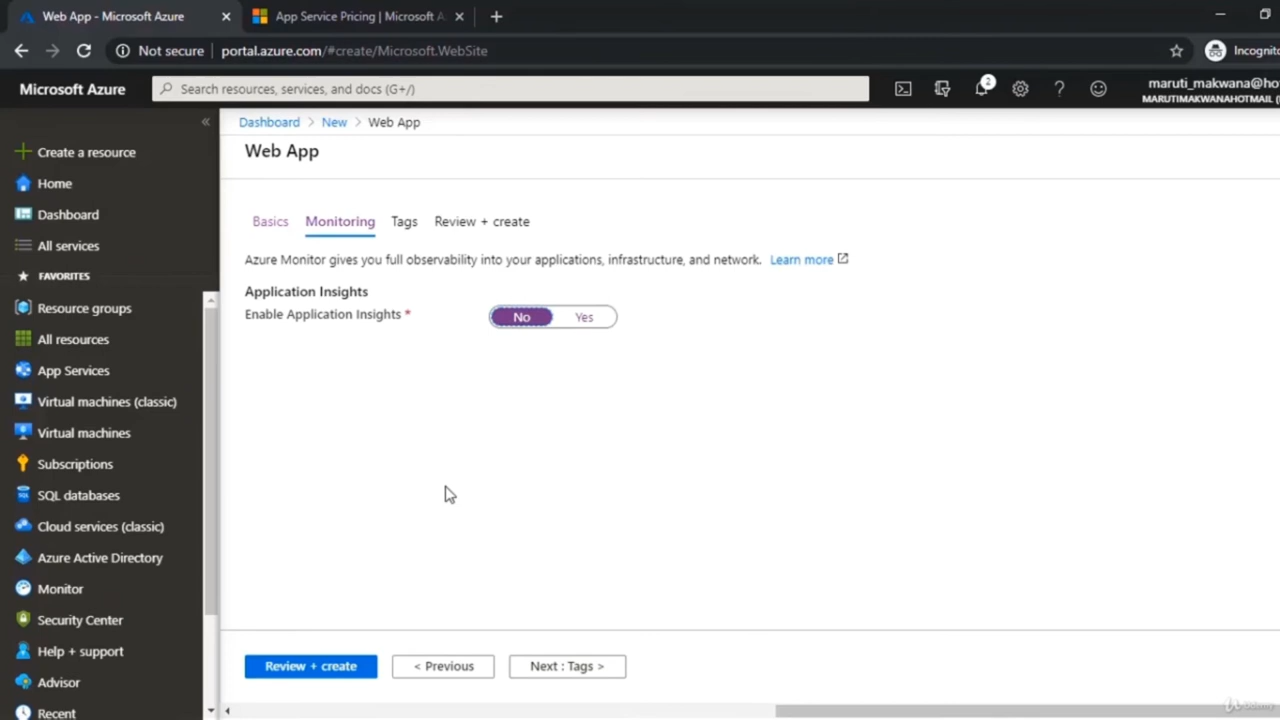 Web App - Microsoft Azure
App Service Pricing | Microsoft A
Not secure
portal.azure.com/#create/Microsoft.WebSite
Incognito
Microsoft Azure
Search resources, services, and docs (G+/)
2
maruti_makwana@ho
MARUTIMAKWANAHOTMAIL (
Create a resource
Home
Dashboard
All services
FAVORITES
Resource groups
All resources
App Services
Virtual machines (classic)
Virtual machines
Subscriptions
SQL databases
Cloud services (classic)
Azure Active Directory
Monitor
Security Center
Help + support
Advisor
Recent
Dashboard > New > Web App
Web App
Basics Monitoring Tags Review + create
Azure Monitor gives you full observability into your applications, infrastructure, and network. Learn more
Application Insights
Enable Application Insights *
No Yes
Review + create
< Previous
Next : Tags >
Udemy